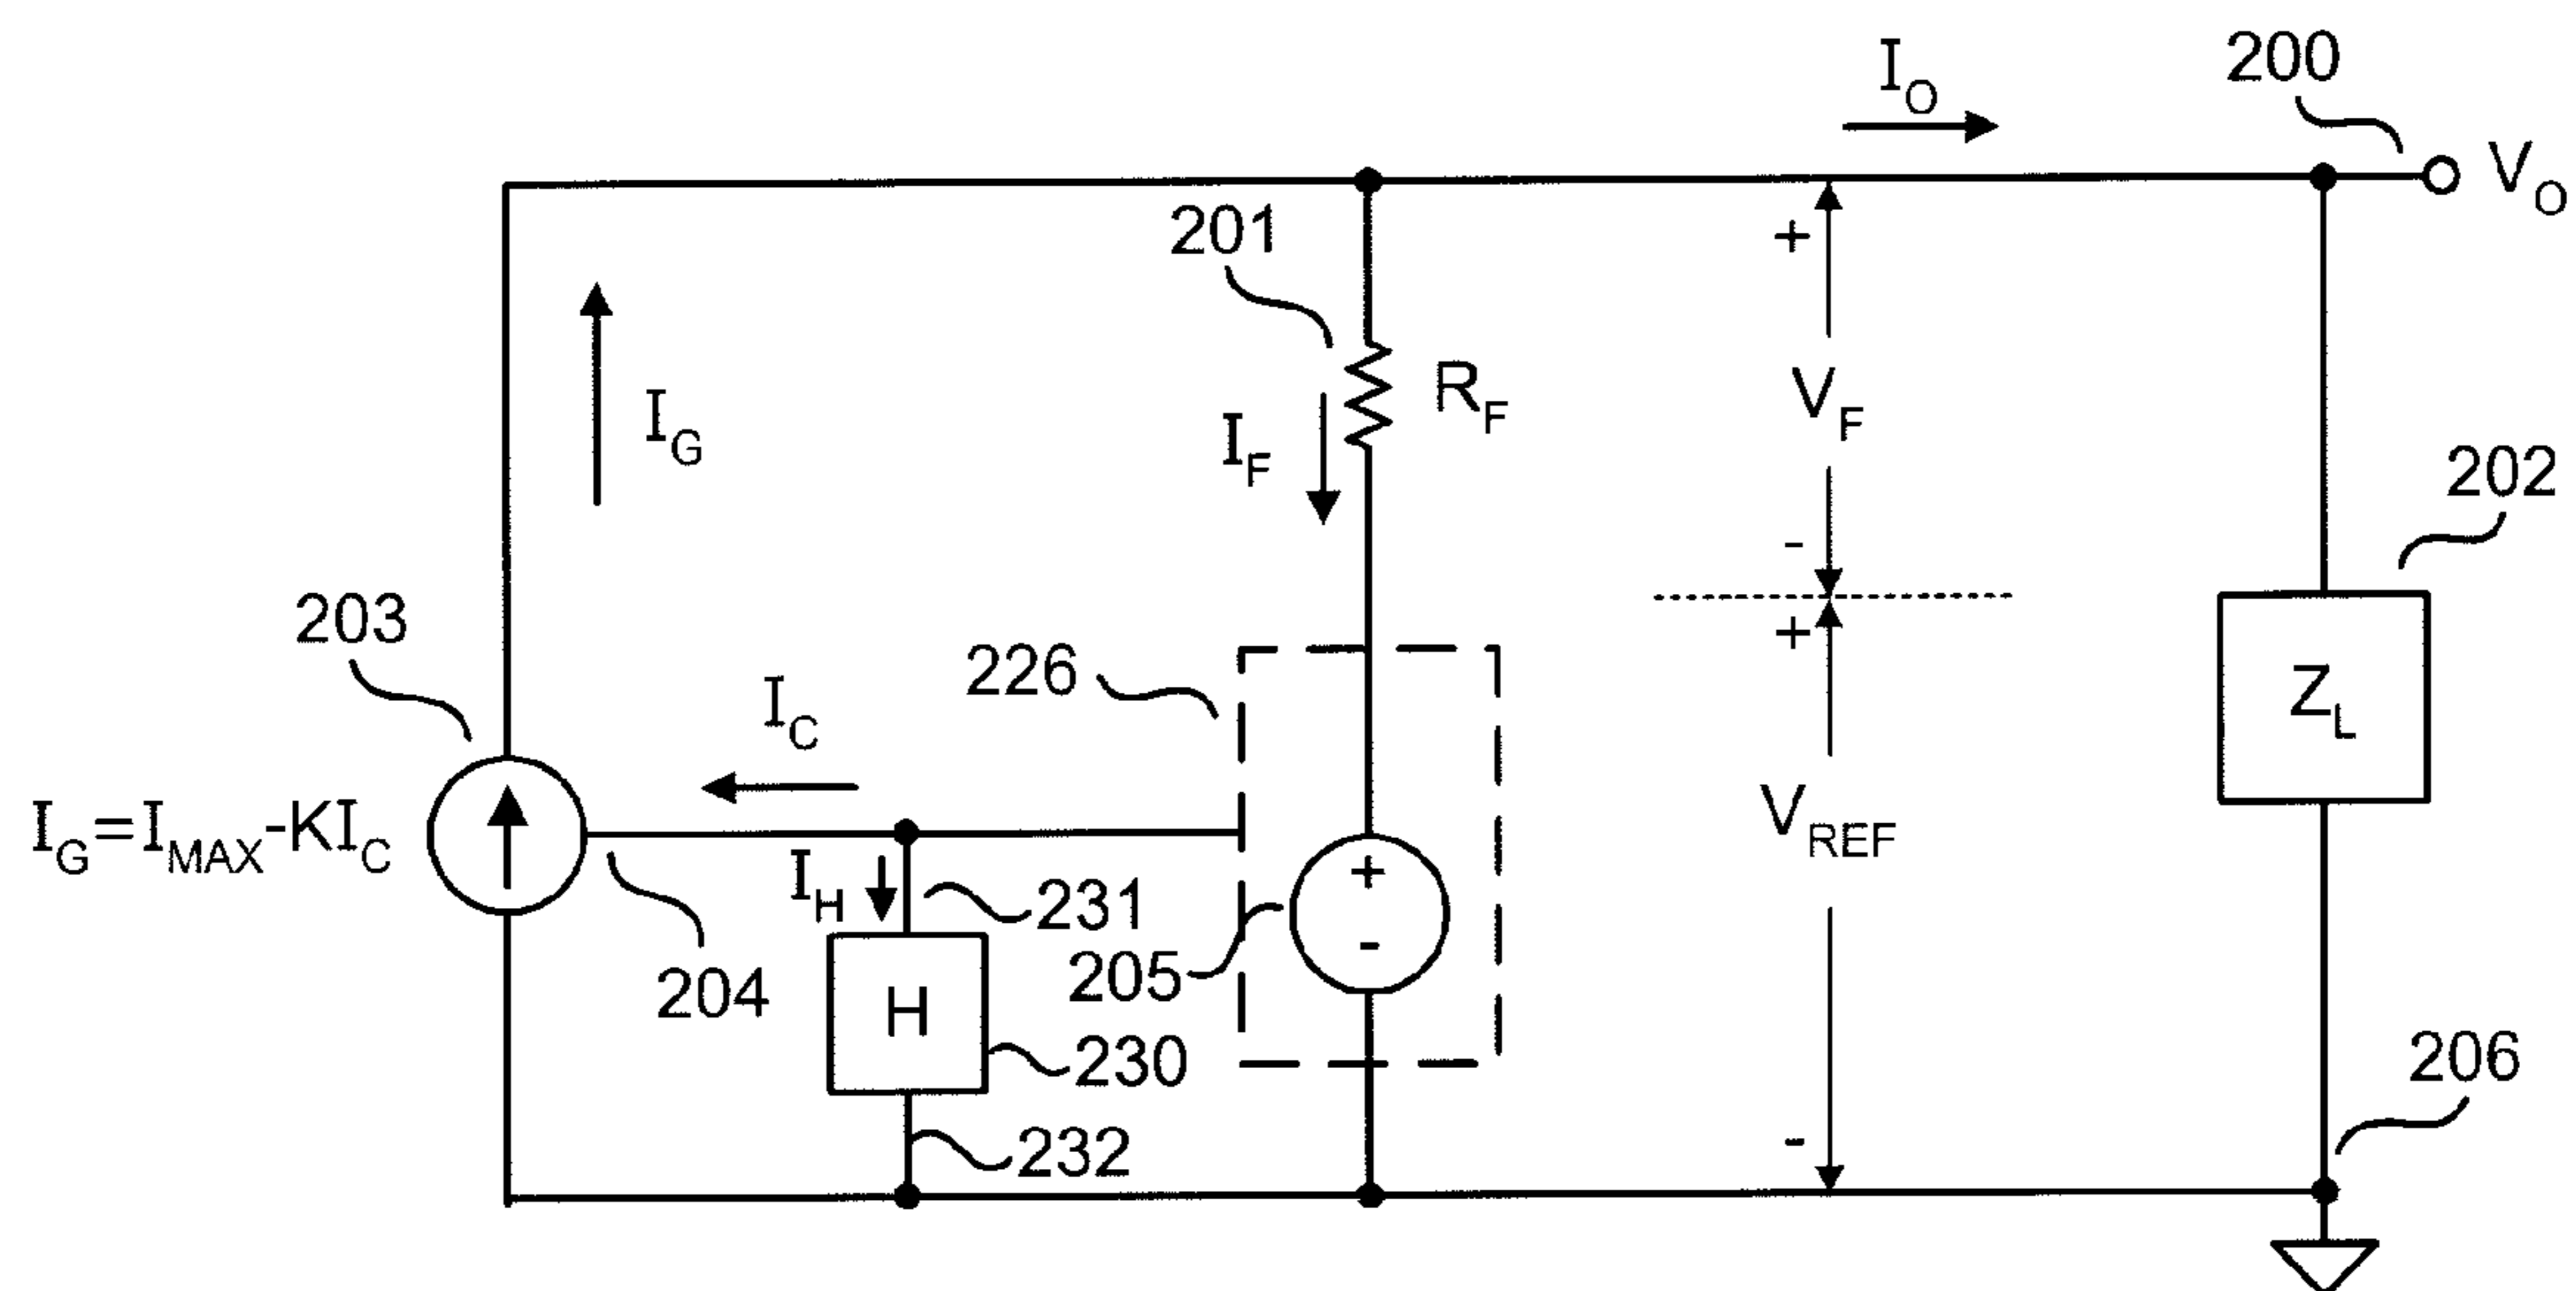 200
I_O
V_O
201
+
R_F
I_G
I_F
V_F
202
-
203
226
+
I_C
Z_L
I_G=I_MAX-KI_C
V_REF
I_H
231
+
204
H
205
-
230
206
232
-